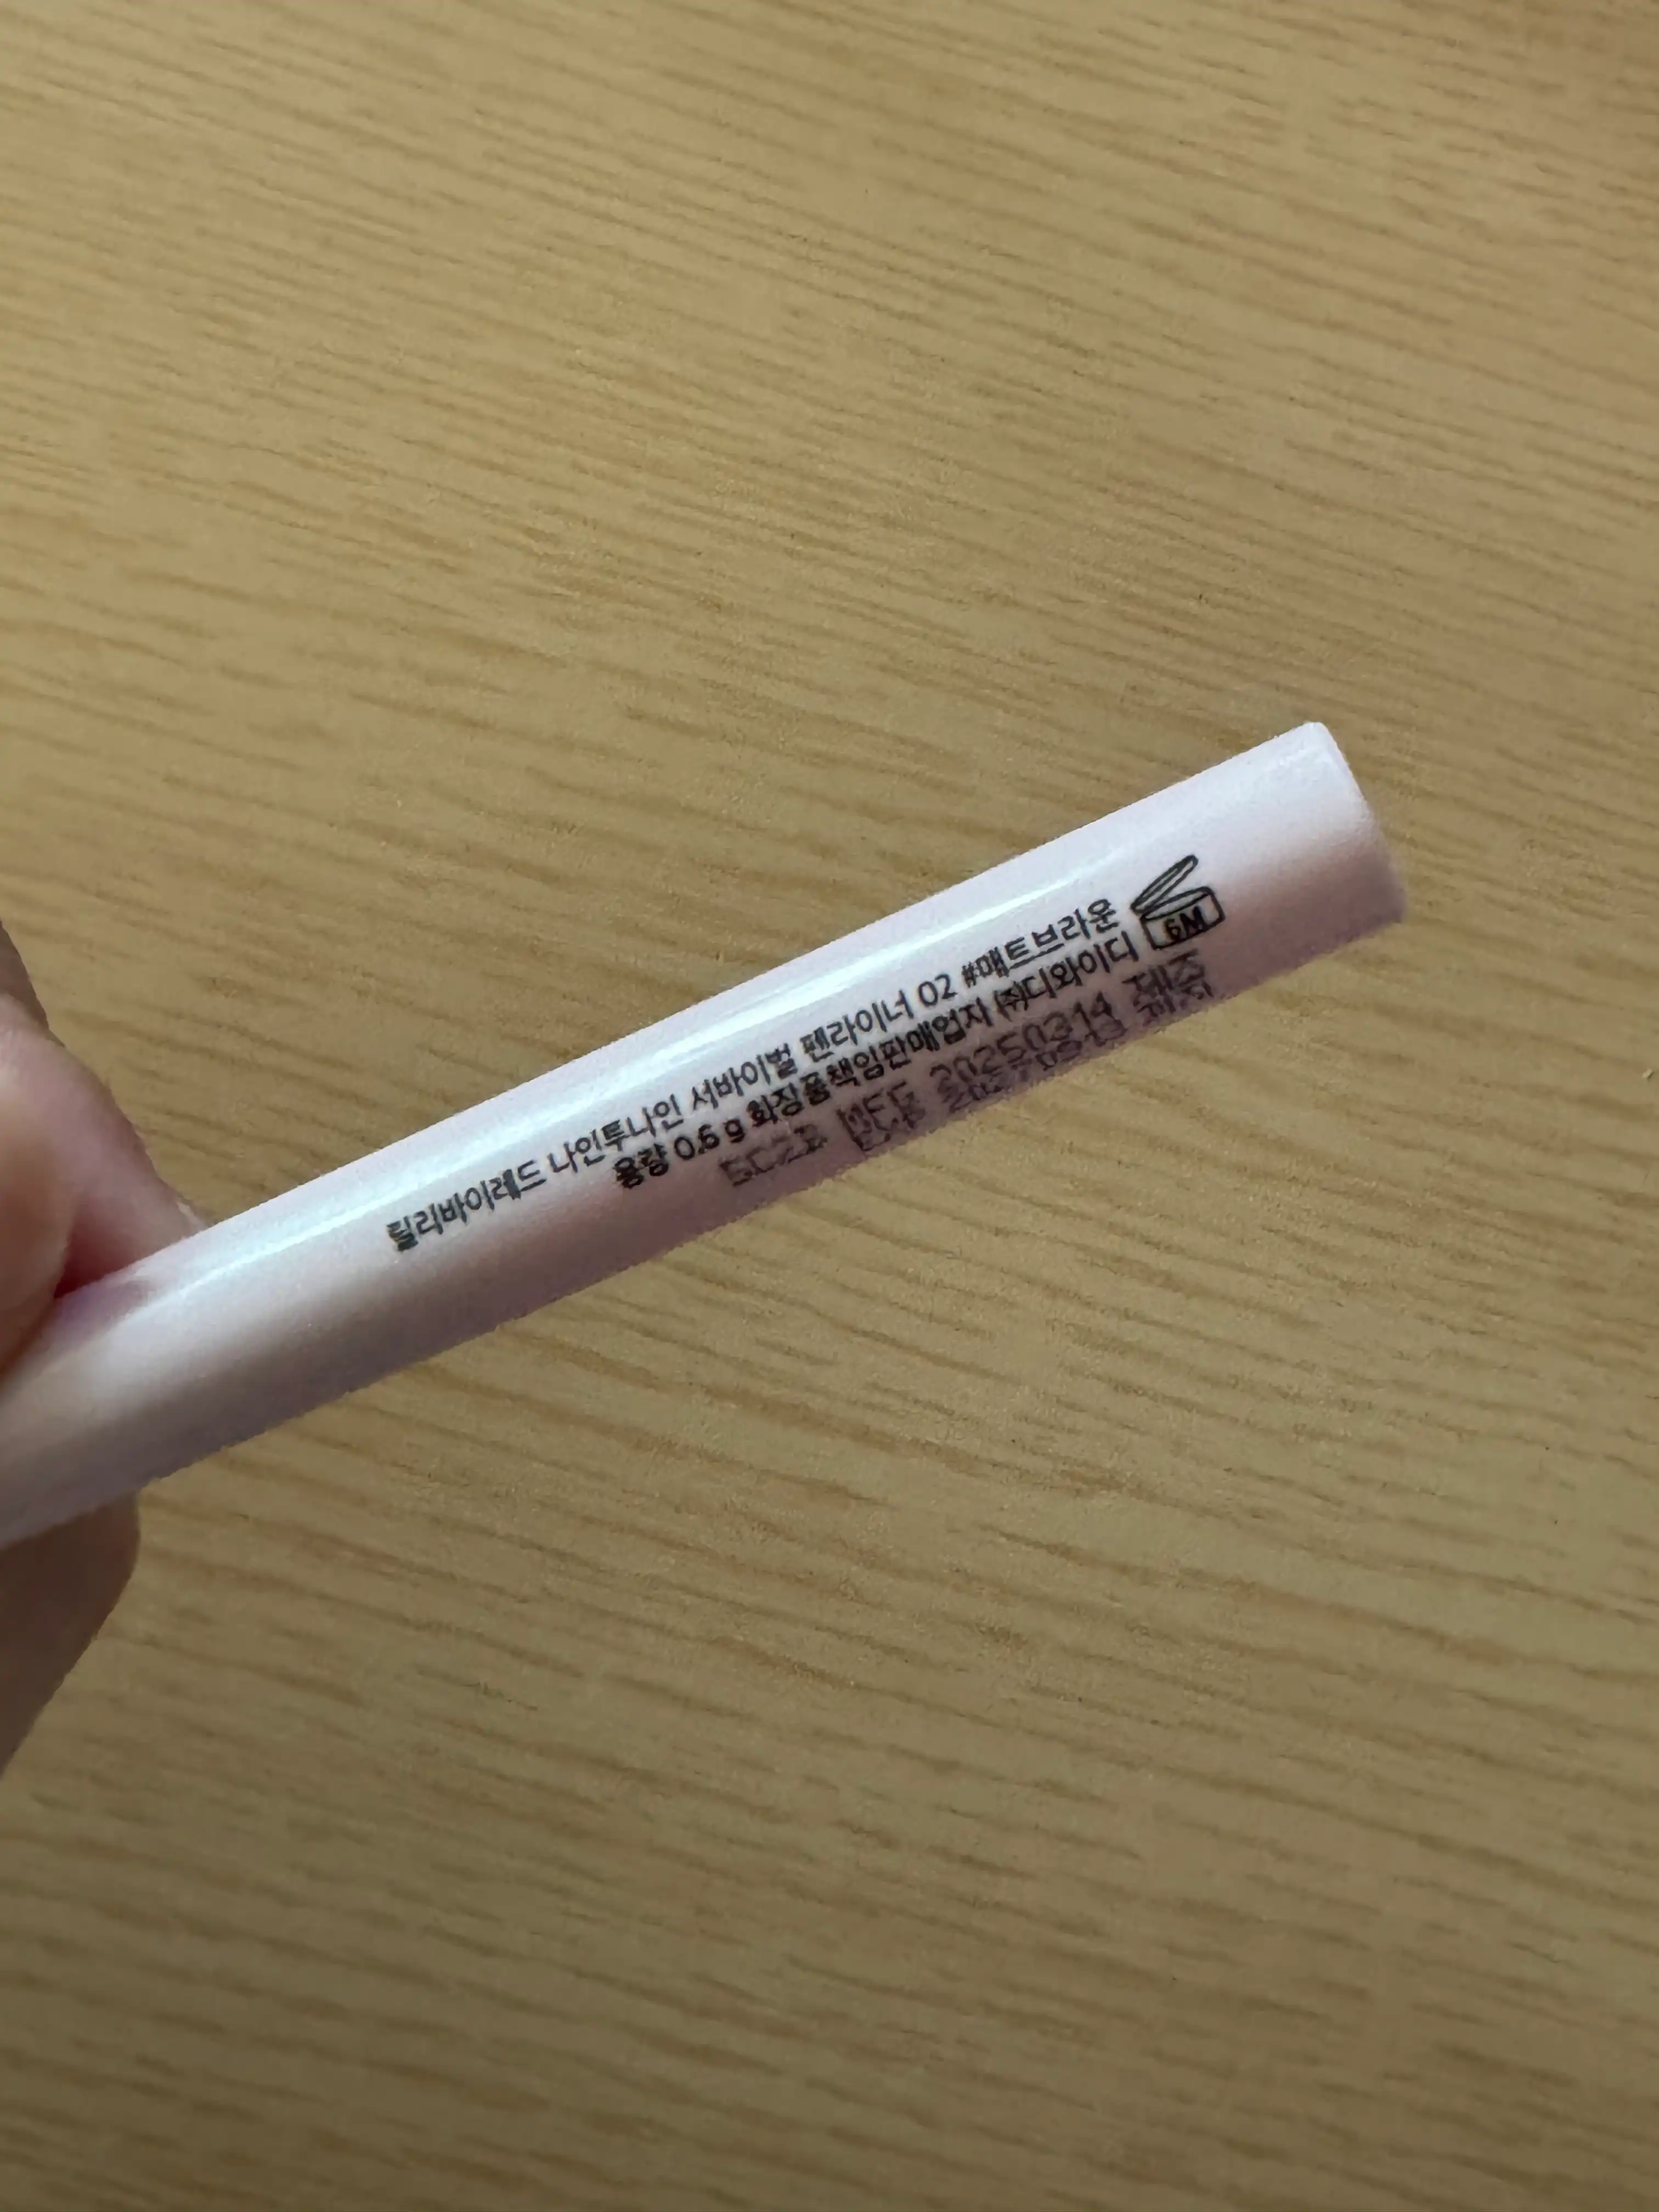 릴리바이레드 나인투나인 서바이벌 펜라이너 02 #매트브라운
용량 0.6 g 화장품책임판매업자 ㈜디와이디
6M
5C23 MFG 20250314 제조
EXP